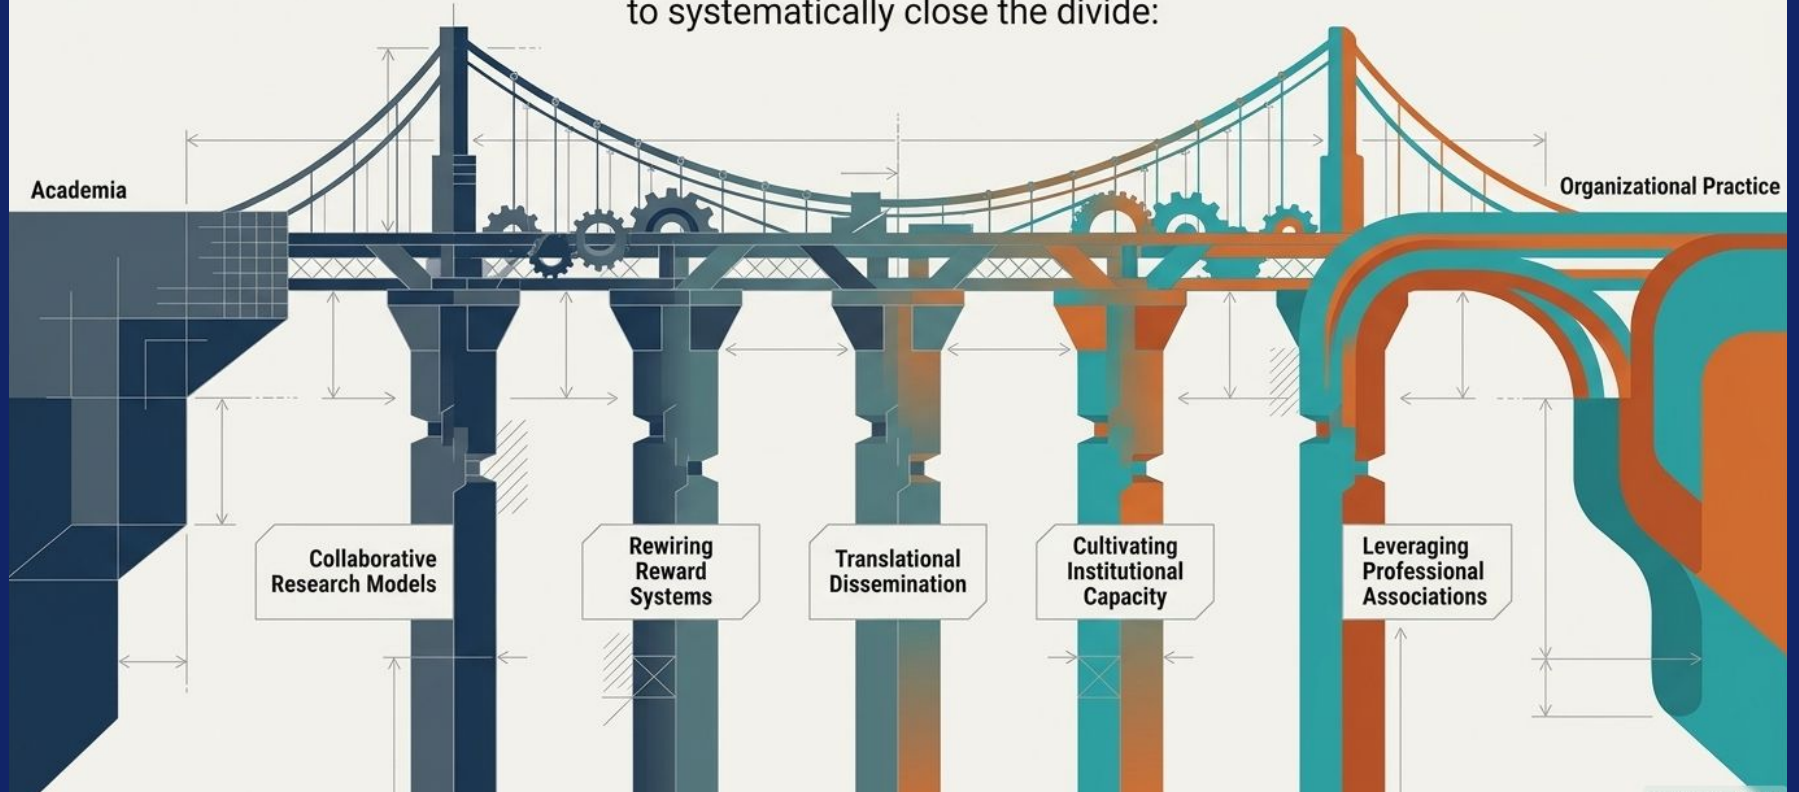 to systematically close the divide:
Academia
Organizational Practice
Collaborative
Research Models
Rewiring
Reward
Systems
Translational
Dissemination
Cultivating
Institutional
Capacity
Leveraging
Professional
Associations